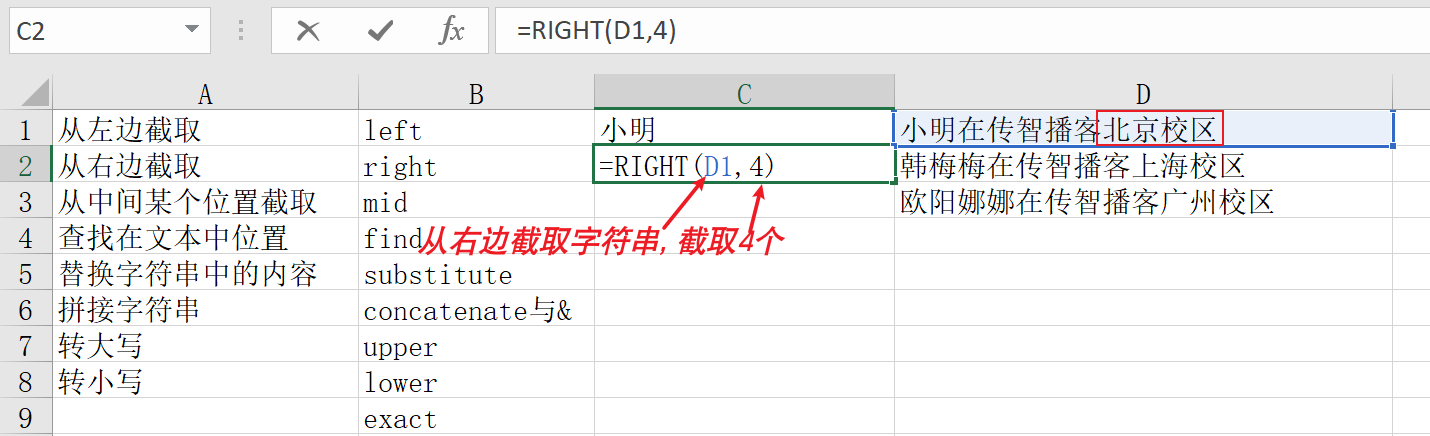 C2 fx =RIGHT(D1,4)
A B C D
1 从左边截取 left 小明 小明在传智播客北京校区
2 从右边截取 right =RIGHT(D1,4) 韩梅梅在传智播客上海校区
3 从中间某个位置截取 mid 欧阳娜娜在传智播客广州校区
4 查找在文本中位置 find 从右边截取字符串, 截取4个
5 替换字符串中的内容 substitute
6 拼接字符串 concatenate与&
7 转大写 upper
8 转小写 lower
9 exact